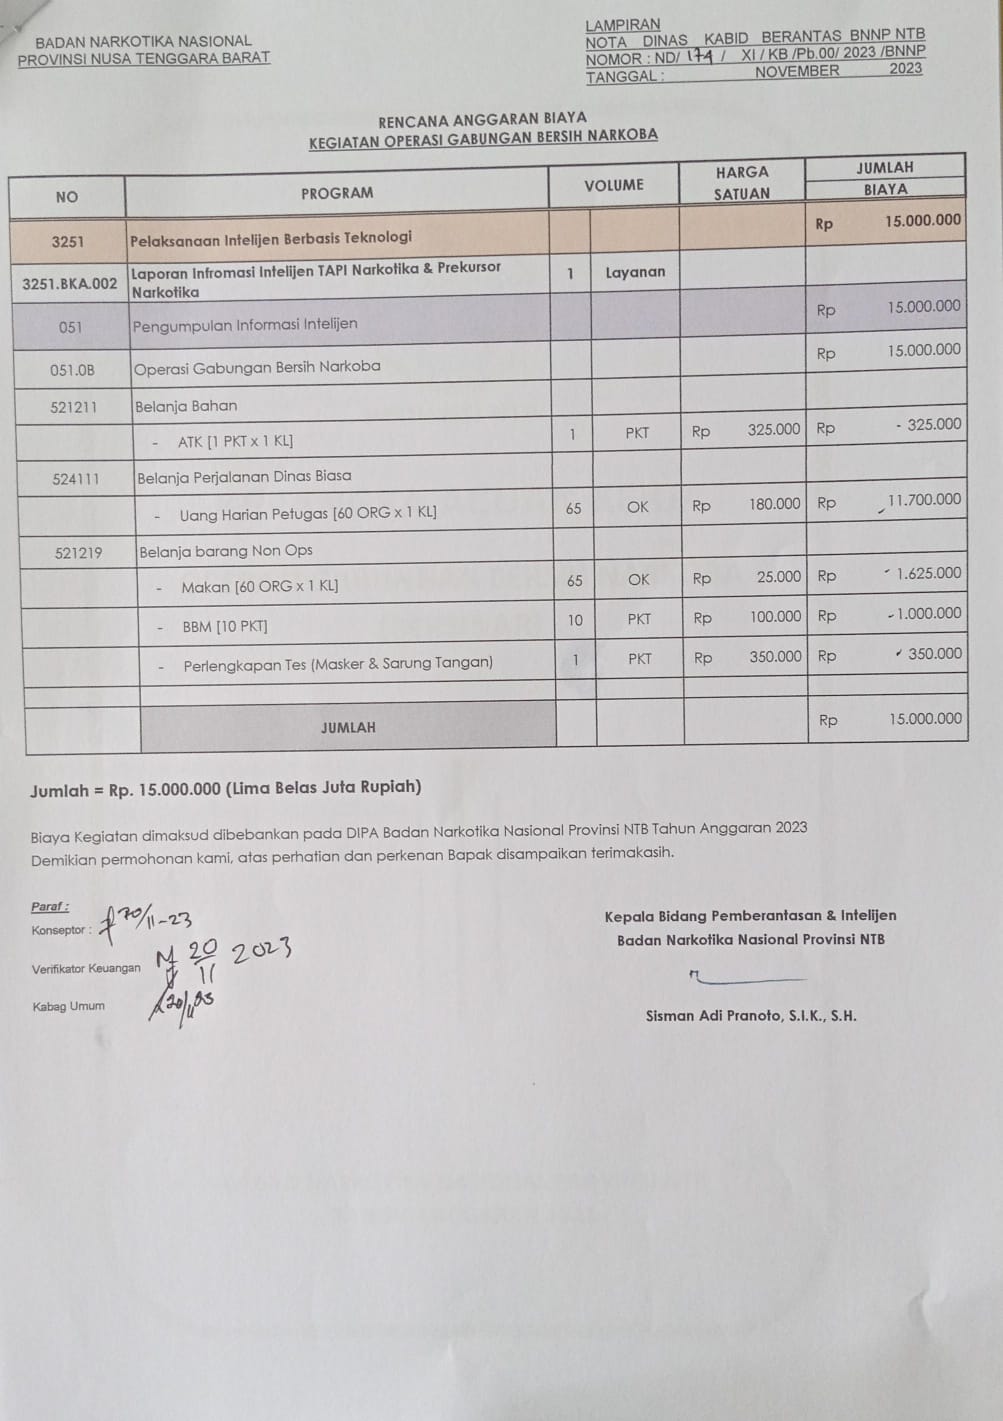 BADAN NARKOTIKA NASIONAL
PROVINSI NUSA TENGGARA BARAT
LAMPIRAN
NOTA DINAS KABID BERANTAS BNNP NTB
NOMOR : ND/ 174 / XI / KB /Pb.00/ 2023 /BNNP
TANGGAL : NOVEMBER 2023
RENCANA ANGGARAN BIAYA
KEGIATAN OPERASI GABUNGAN BERSIH NARKOBA
NO PROGRAM VOLUME HARGA SATUAN JUMLAH BIAYA
3251 Pelaksanaan Intelijen Berbasis Teknologi Rp 15.000.000
3251.BKA.002 Laporan Infromasi Intelijen TAPI Narkotika & Prekursor Narkotika 1 Layanan
051 Pengumpulan Informasi Intelijen Rp 15.000.000
051.0B Operasi Gabungan Bersih Narkoba Rp 15.000.000
521211 Belanja Bahan
- ATK [1 PKT x 1 KL] 1 PKT Rp 325.000 Rp 325.000
524111 Belanja Perjalanan Dinas Biasa
- Uang Harian Petugas [60 ORG x 1 KL] 65 OK Rp 180.000 Rp 11.700.000
521219 Belanja barang Non Ops
- Makan [60 ORG x 1 KL] 65 OK Rp 25.000 Rp 1.625.000
- BBM [10 PKT] 10 PKT Rp 100.000 Rp 1.000.000
- Perlengkapan Tes (Masker & Sarung Tangan) 1 PKT Rp 350.000 Rp 350.000
JUMLAH Rp 15.000.000
Jumlah = Rp. 15.000.000 (Lima Belas Juta Rupiah)
Biaya Kegiatan dimaksud dibebankan pada DIPA Badan Narkotika Nasional Provinsi NTB Tahun Anggaran 2023
Demikian permohonan kami, atas perhatian dan perkenan Bapak disampaikan terimakasih.
Paraf :
Konseptor : 20/11-23
Verifikator Keuangan 20/11 2023
Kabag Umum
Kepala Bidang Pemberantasan & Intelijen
Badan Narkotika Nasional Provinsi NTB
Sisman Adi Pranoto, S.I.K., S.H.